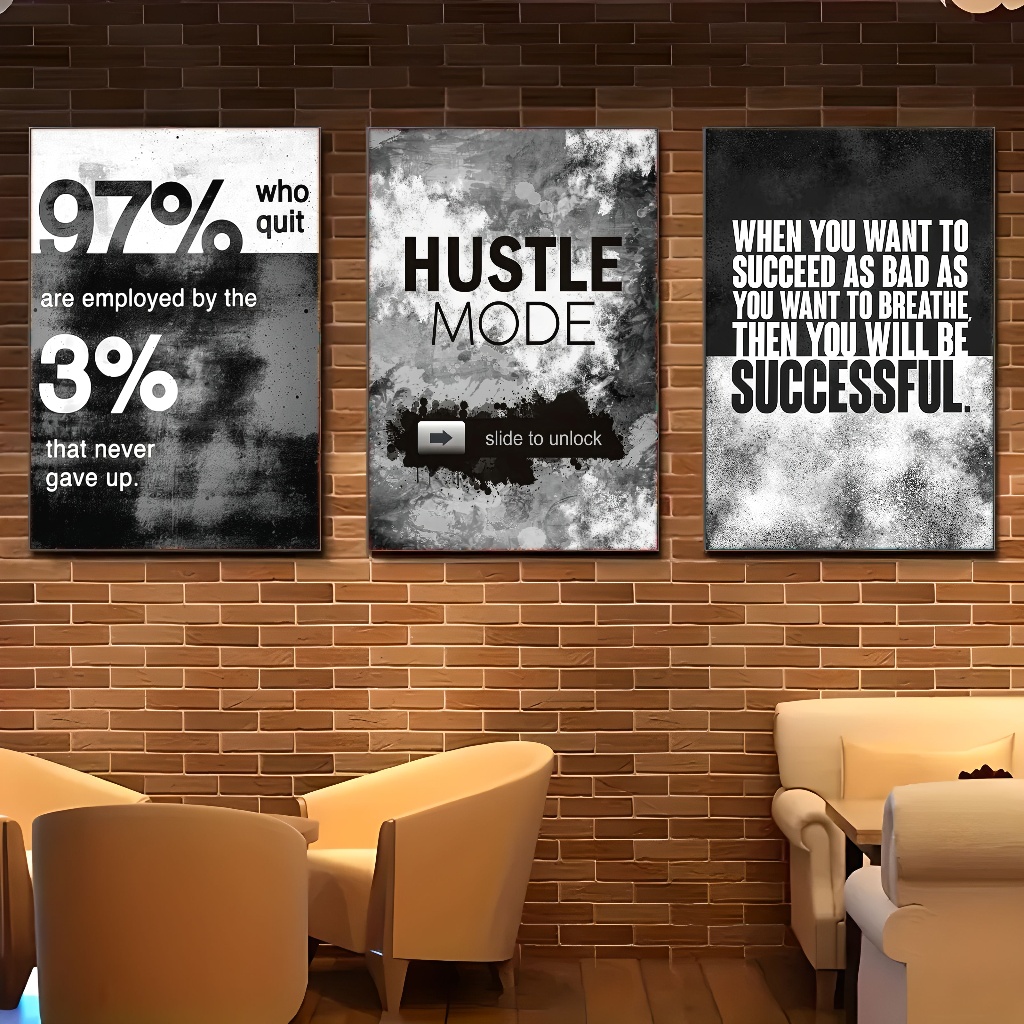 97% who
quit
are employed by the
3%
that never
gave up.
HUSTLE
MODE
slide to unlock
WHEN YOU WANT TO
SUCCEED AS BAD AS
YOU WANT TO BREATHE,
THEN YOU WILL BE
SUCCESSFUL.